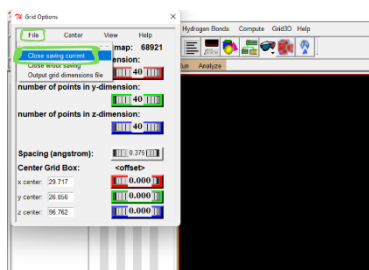 Grid Options
Hydrogen Bonds Compute Grid3D Help
File Center View Help
map: 68921
Close saving current
ension:
Close w/out saving
Run Analyze
40
Output grid dimensions file
number of points in y-dimension:
40
number of points in z-dimension:
40
Spacing (angstrom): 0.375
Center Grid Box: <offset>
x center: 29.717 0.000
y center: 26.856 0.000
z center: 96.762 0.000